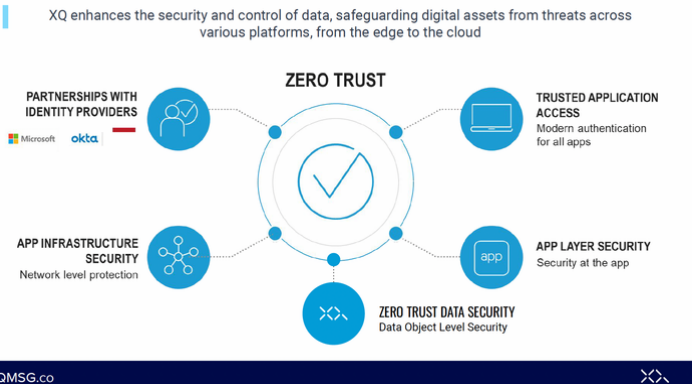 XQ enhances the security and control of data, safeguarding digital assets from threats across
various platforms, from the edge to the cloud
ZERO TRUST
PARTNERSHIPS WITH
IDENTITY PROVIDERS
Microsoft
okta
TRUSTED APPLICATION
ACCESS
Modern authentication
for all apps
APP INFRASTRUCTURE
SECURITY
Network level protection
app
APP LAYER SECURITY
Security at the app
ZERO TRUST DATA SECURITY
Data Object Level Security
QMSG.co